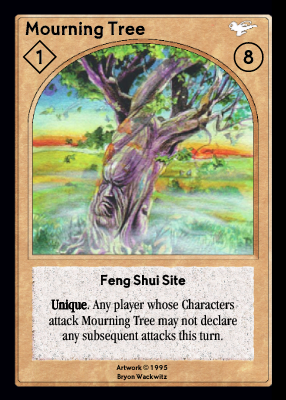 Mourning Tree
1
8
Feng Shui Site
Unique. Any player whose Characters
attack Mourning Tree may not declare
any subsequent attacks this turn.
Artwork © 1995
Bryon Wackwitz